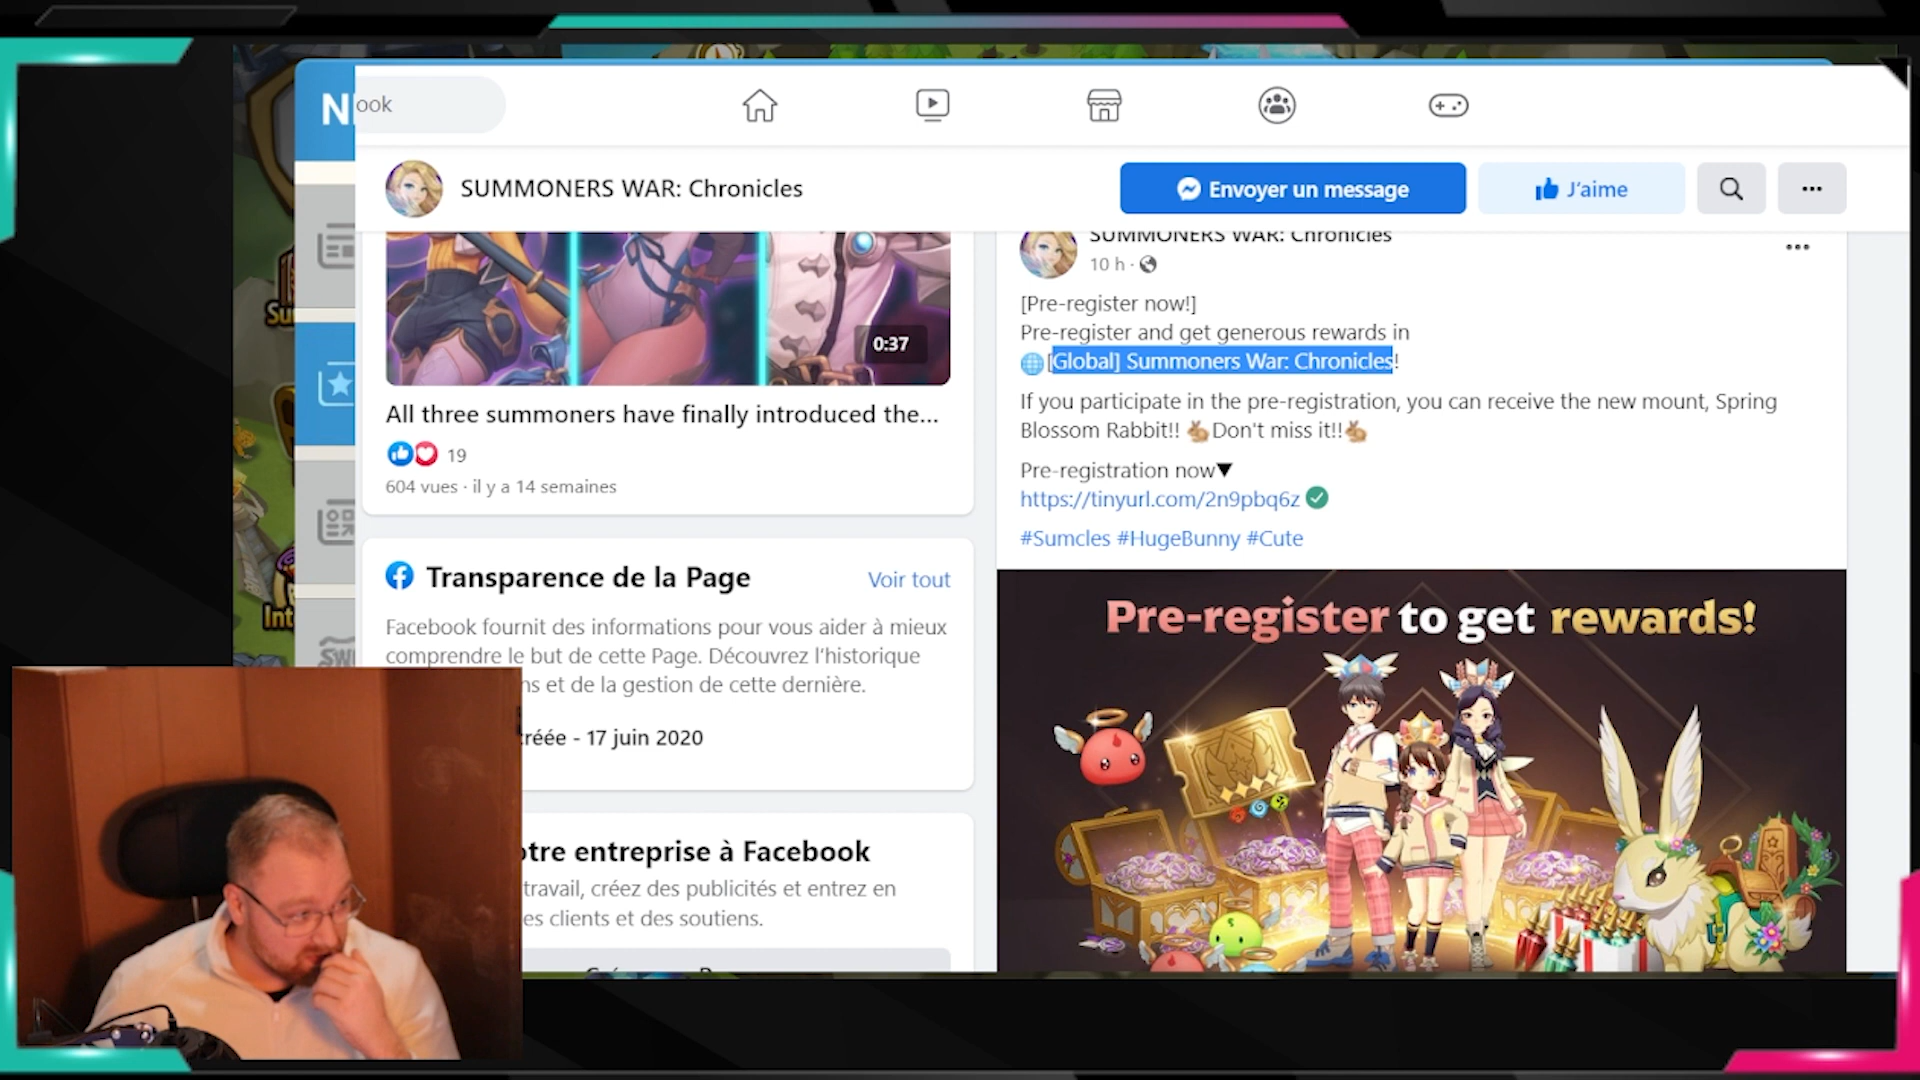 ook
SUMMONERS WAR: Chronicles
Envoyer un message
J'aime
0:37
All three summoners have finally introduced the...
19
604 vues · il y a 14 semaines
Transparence de la Page
Voir tout
Facebook fournit des informations pour vous aider à mieux
comprendre le but de cette Page. Découvrez l'historique
ns et de la gestion de cette dernière.
réée - 17 juin 2020
otre entreprise à Facebook
travail, créez des publicités et entrez en
es clients et des soutiens.
SUMMONERS WAR: Chronicles
10 h ·
[Pre-register now!]
Pre-register and get generous rewards in
[Global] Summoners War: Chronicles!
If you participate in the pre-registration, you can receive the new mount, Spring
Blossom Rabbit!! Don't miss it!!
Pre-registration now▼
https://tinyurl.com/2n9pbq6z
#Sumcles #HugeBunny #Cute
Pre-register to get rewards!